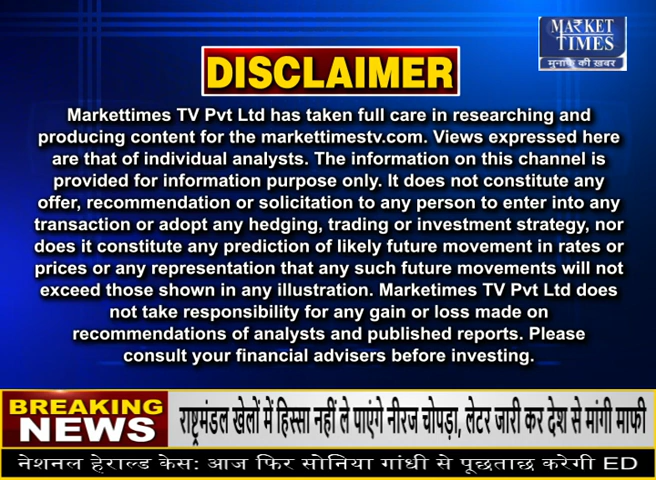 MARKET
TIMES
मुनाफे की ख़बर
DISCLAIMER
Markettimes TV Pvt Ltd has taken full care in researching and
producing content for the markettimestv.com. Views expressed here
are that of individual analysts. The information on this channel is
provided for information purpose only. It does not constitute any
offer, recommendation or solicitation to any person to enter into any
transaction or adopt any hedging, trading or investment strategy, nor
does it constitute any prediction of likely future movement in rates or
prices or any representation that any such future movements will not
exceed those shown in any illustration. Marketimes TV Pvt Ltd does
not take responsibility for any gain or loss made on
recommendations of analysts and published reports. Please
consult your financial advisers before investing.
BREAKING
NEWS
राष्ट्रमंडल खेलों में हिस्सा नहीं ले पाएंगे नीरज चोपड़ा, लेटर जारी कर देश से मांगी माफी
नेशनल हेराल्ड केस: आज फिर सोनिया गांधी से पूछताछ करेगी ED